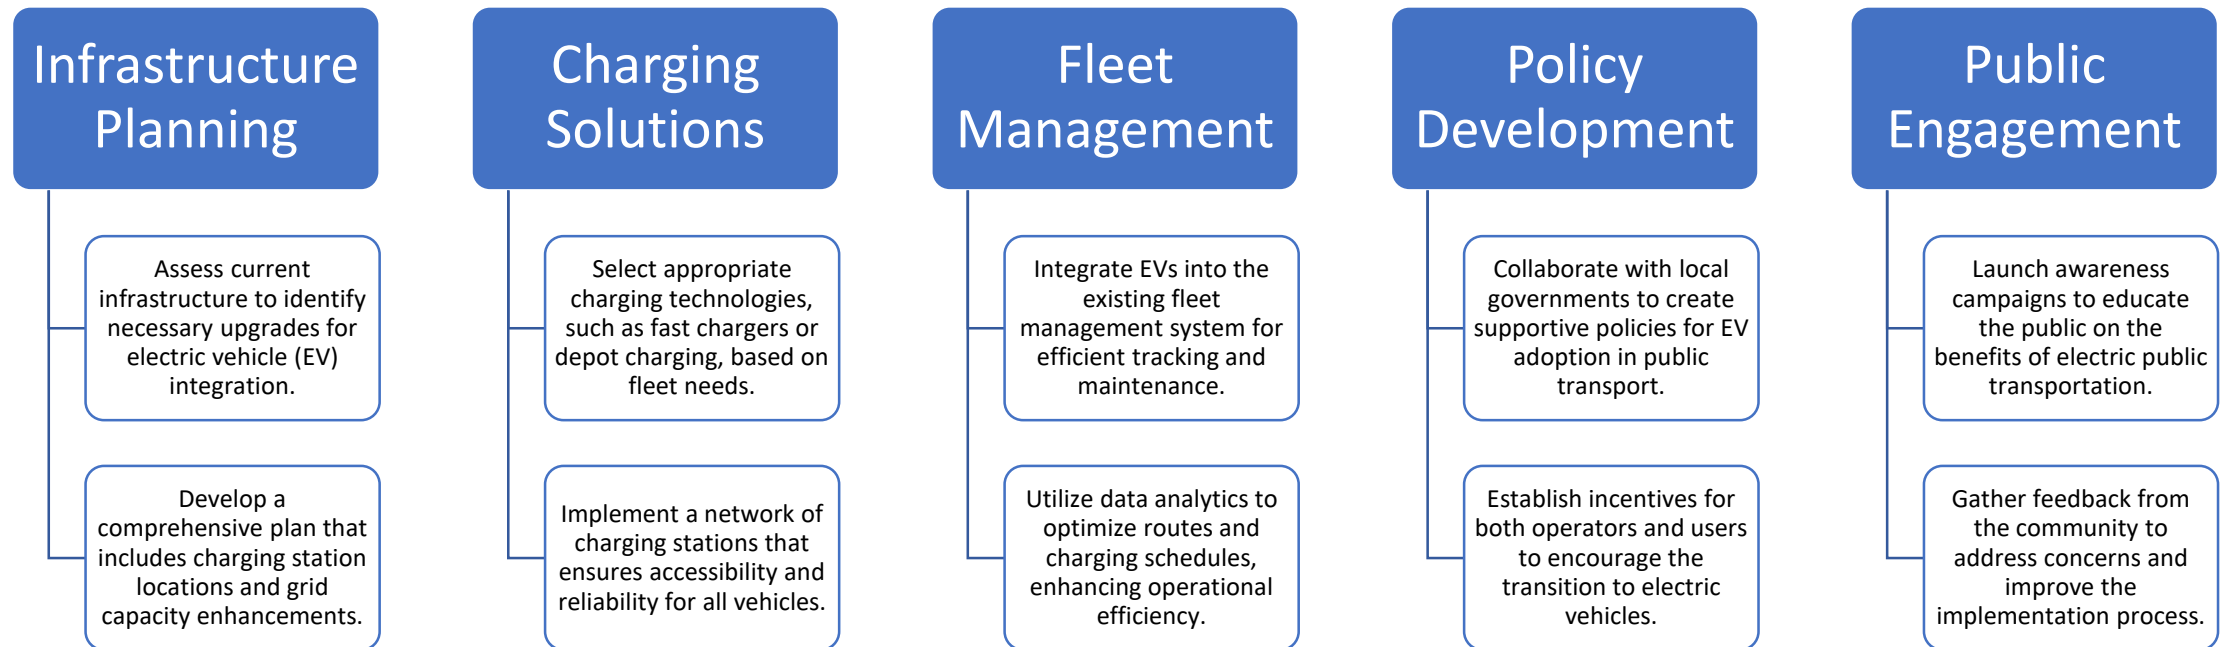 Infrastructure
Planning
Assess current
infrastructure to identify
necessary upgrades for
electric vehicle (EV)
integration.
Develop a
comprehensive plan that
includes charging station
locations and grid
capacity enhancements.
Charging
Solutions
Select appropriate
charging technologies,
such as fast chargers or
depot charging, based on
fleet needs.
Implement a network of
charging stations that
ensures accessibility and
reliability for all vehicles.
Fleet
Management
Integrate EVs into the
existing fleet
management system for
efficient tracking and
maintenance.
Utilize data analytics to
optimize routes and
charging schedules,
enhancing operational
efficiency.
Policy
Development
Collaborate with local
governments to create
supportive policies for EV
adoption in public
transport.
Establish incentives for
both operators and users
to encourage the
transition to electric
vehicles.
Public
Engagement
Launch awareness
campaigns to educate
the public on the
benefits of electric public
transportation.
Gather feedback from
the community to
address concerns and
improve the
implementation process.